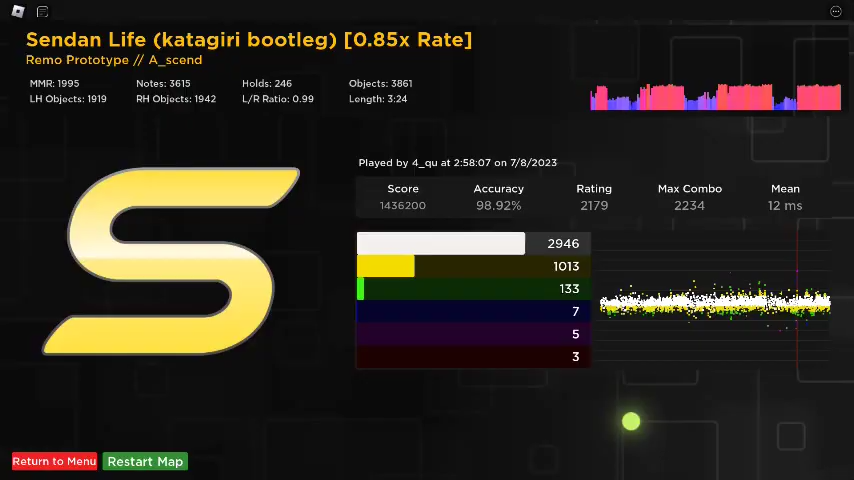 Sendan Life (katagiri bootleg) [0.85x Rate]
Remo Prototype // A_scend
MMR: 1995 Notes: 3615 Holds: 246 Objects: 3861
LH Objects: 1919 RH Objects: 1942 L/R Ratio: 0.99 Length: 3:24
Played by 4_qu at 2:58:07 on 7/8/2023
Score Accuracy Rating Max Combo Mean
1436200 98.92% 2179 2234 12 ms
S
2946
1013
133
7
5
3
Return to Menu Restart Map